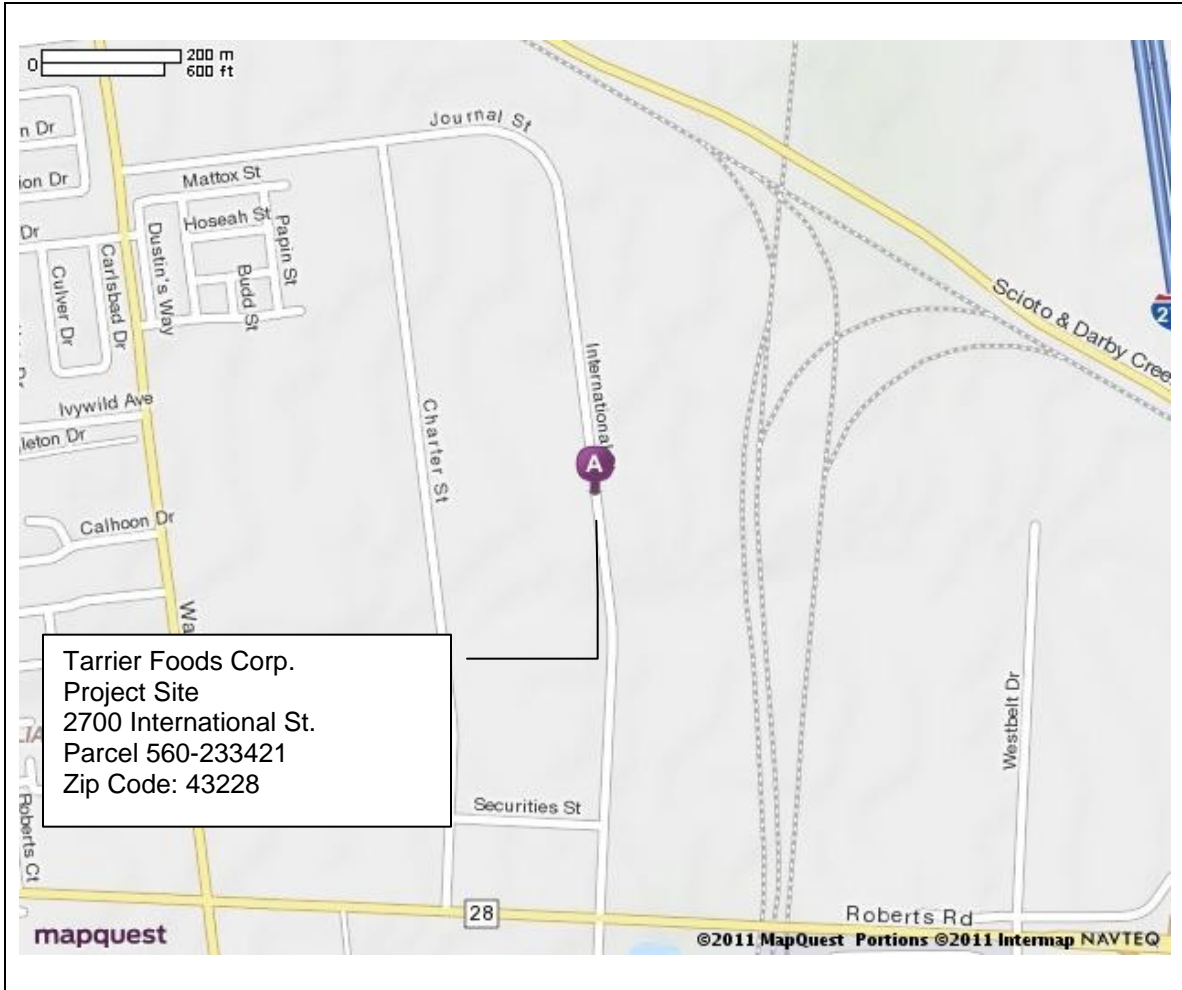 0
200 m
600 ft
n Dr
ion Dr
Dr
Journal St
Mattox St
Hoseah St
Papin St
Dustin's Way
Budd St
Carlsbad Dr
Culver Dr
Ivywild Ave
leton Dr
Calhoon Dr
Charter St
International
A
Scioto & Darby Cree
2
Wa
Tarrier Foods Corp.
Project Site
2700 International St.
Parcel 560-233421
Zip Code: 43228
Westbelt Dr
Securities St
Roberts Ct
28
Roberts Rd
mapquest
©2011 MapQuest Portions ©2011 Intermap NAVTEQ